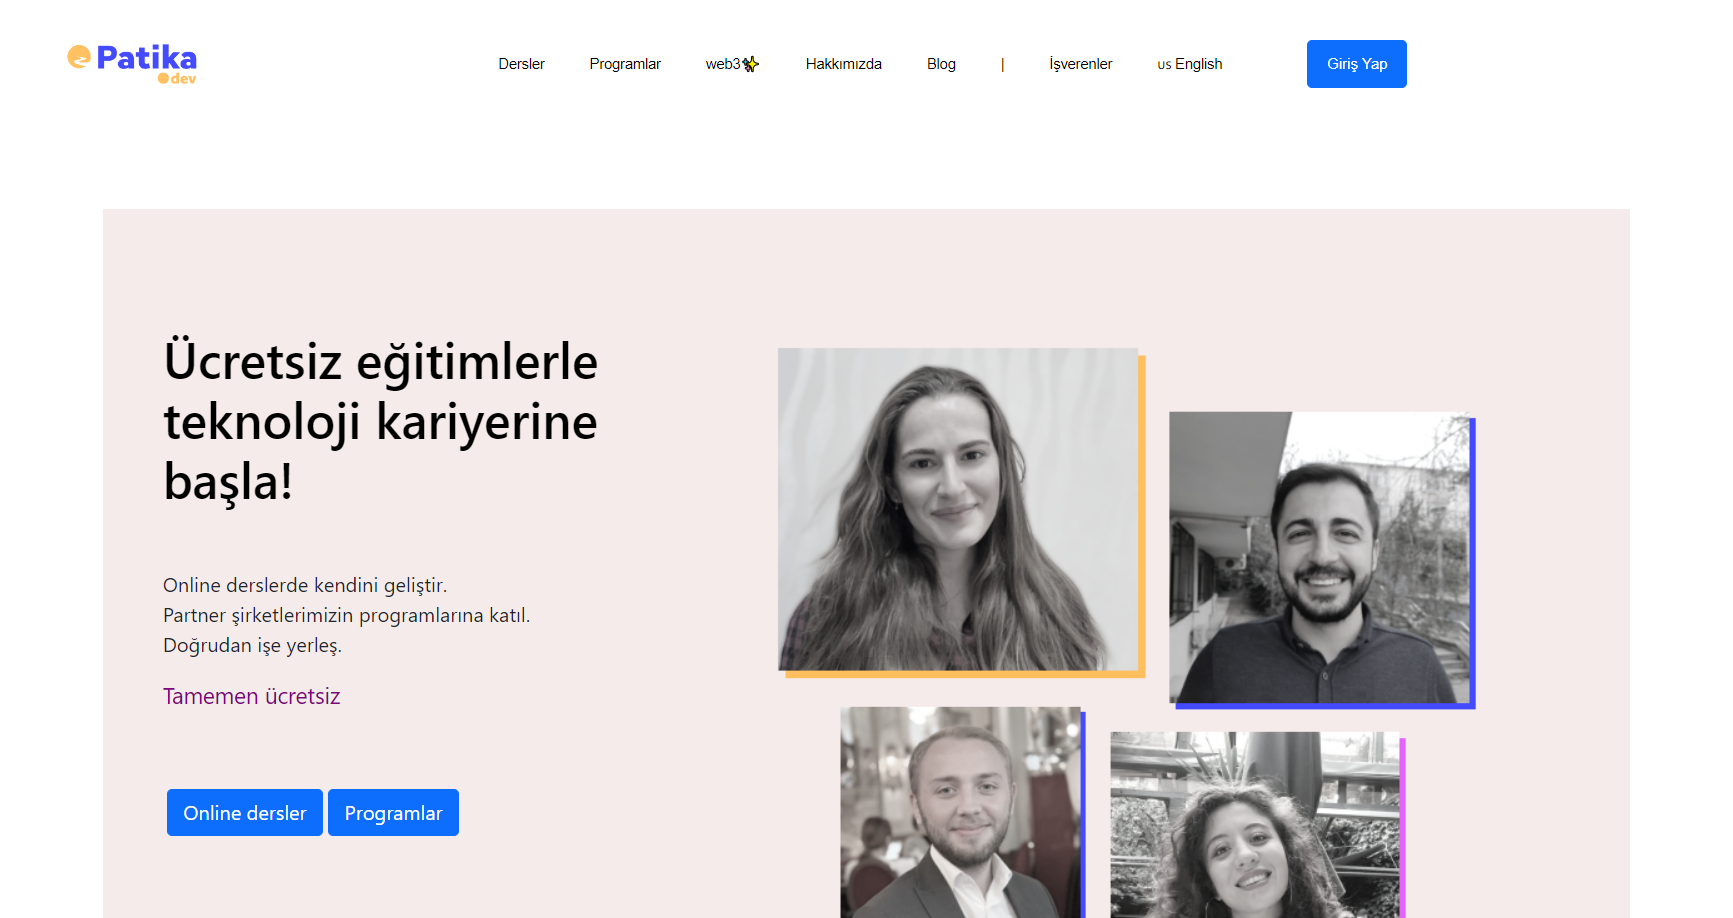 Patika
dev
Dersler
Programlar
web3✨
Hakkımızda
Blog
|
İşverenler
us English
Giriş Yap
Ücretsiz eğitimlerle
teknoloji kariyerine
başla!
Online derslerde kendini geliştir.
Partner şirketlerimizin programlarına katıl.
Doğrudan işe yerleş.
Tamemen ücretsiz
Online dersler
Programlar